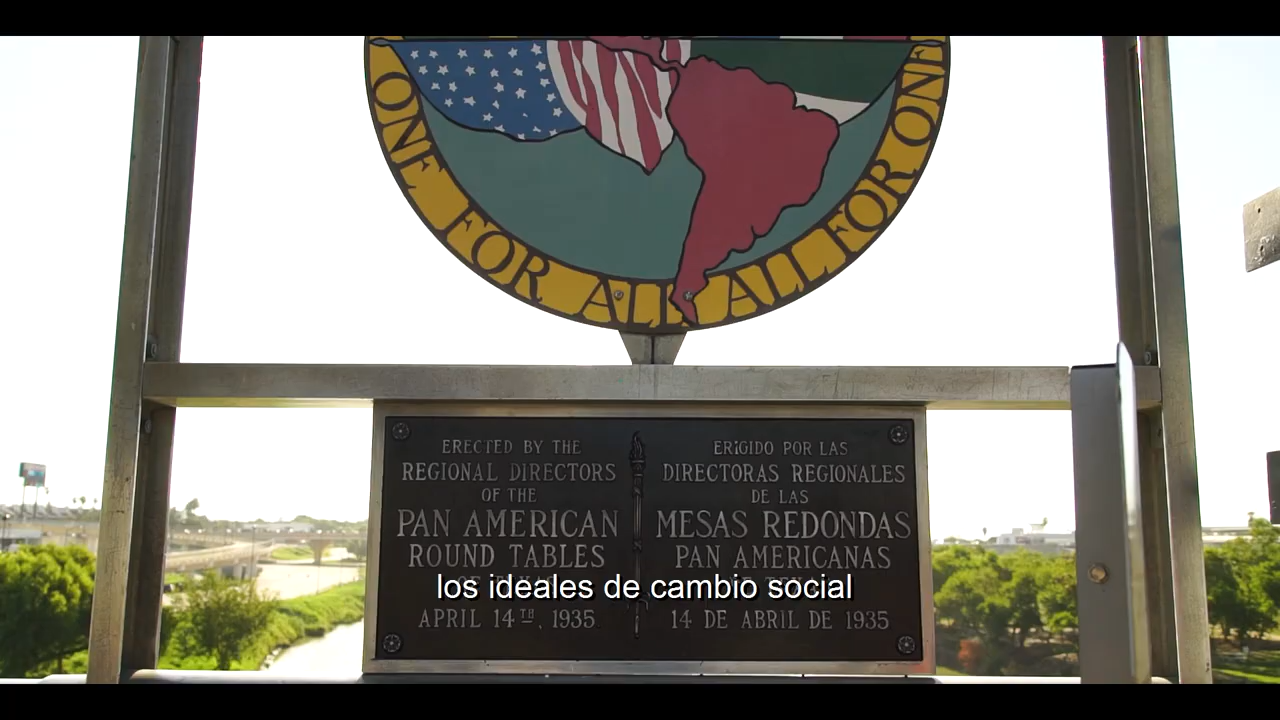 ONE FOR ALL ALL FOR ONE
ERECTED BY THE
REGIONAL DIRECTORS
OF THE
PAN AMERICAN
ROUND TABLES
APRIL 14TH, 1935
ERIGIDO POR LAS
DIRECTORAS REGIONALES
DE LAS
MESAS REDONDAS
PAN AMERICANAS
14 DE ABRIL DE 1935
los ideales de cambio social